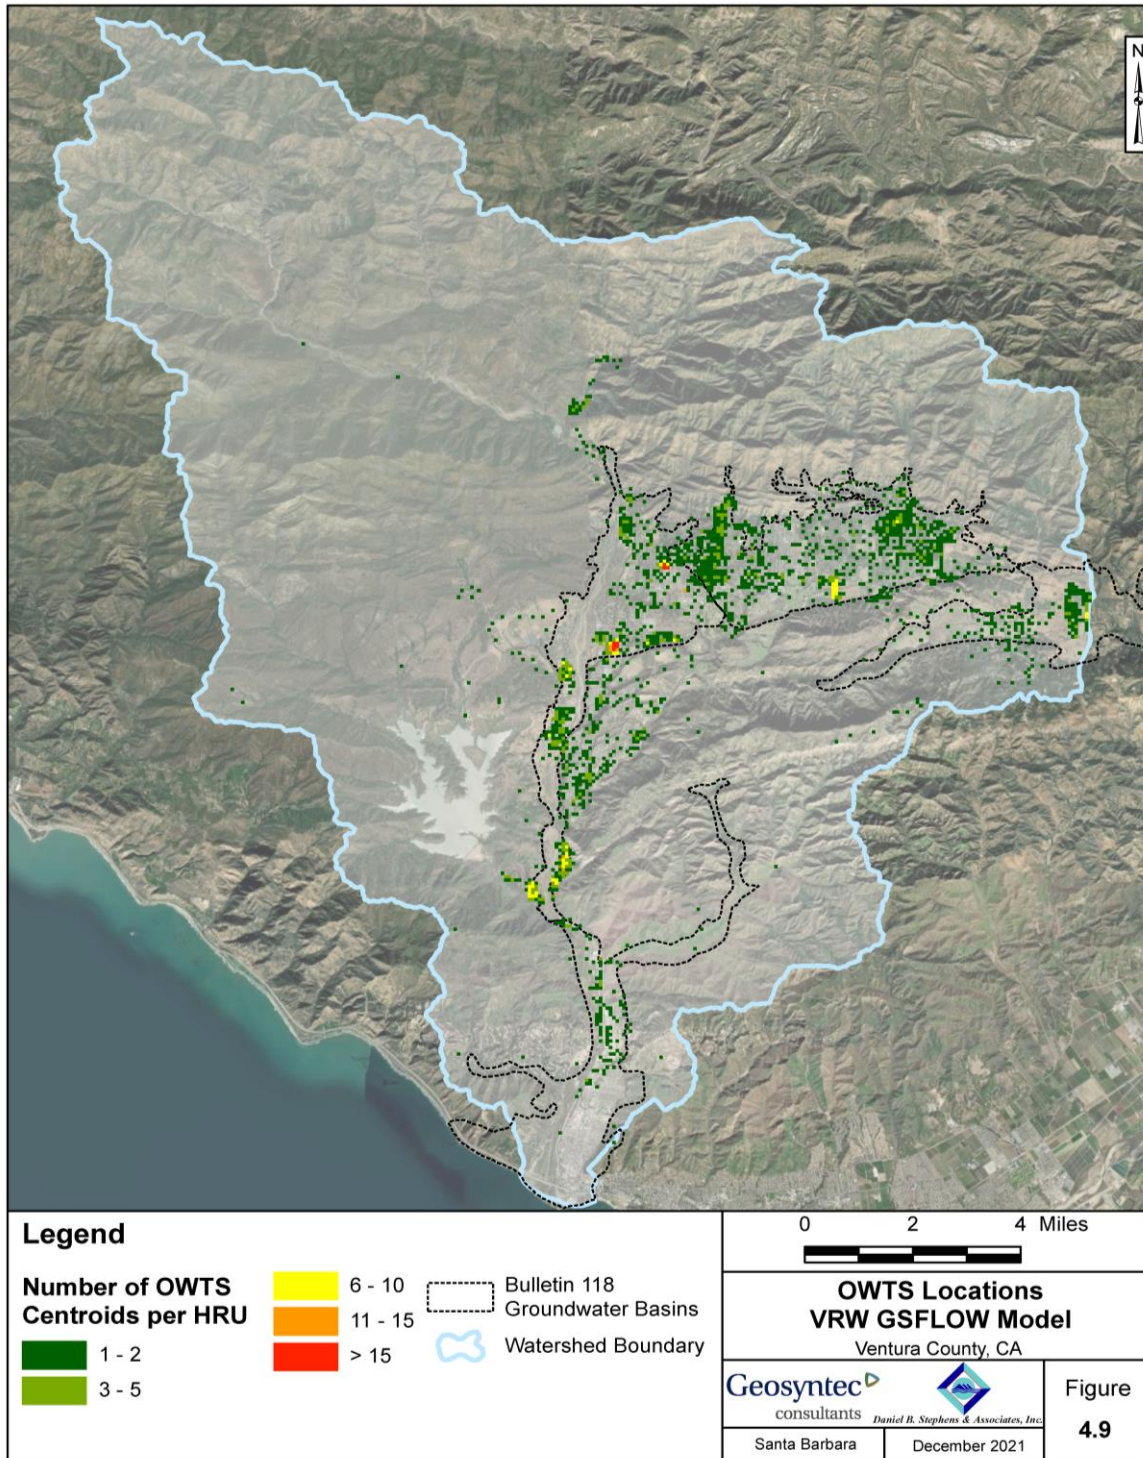 N
Legend
Number of OWTS
Centroids per HRU
1 - 2
3 - 5
6 - 10
11 - 15
> 15
Bulletin 118
Groundwater Basins
Watershed Boundary
0 2 4 Miles
OWTS Locations
VRW GSFLOW Model
Ventura County, CA
Geosyntec
consultants
Daniel B. Stephens & Associates, Inc.
Santa Barbara
December 2021
Figure
4.9